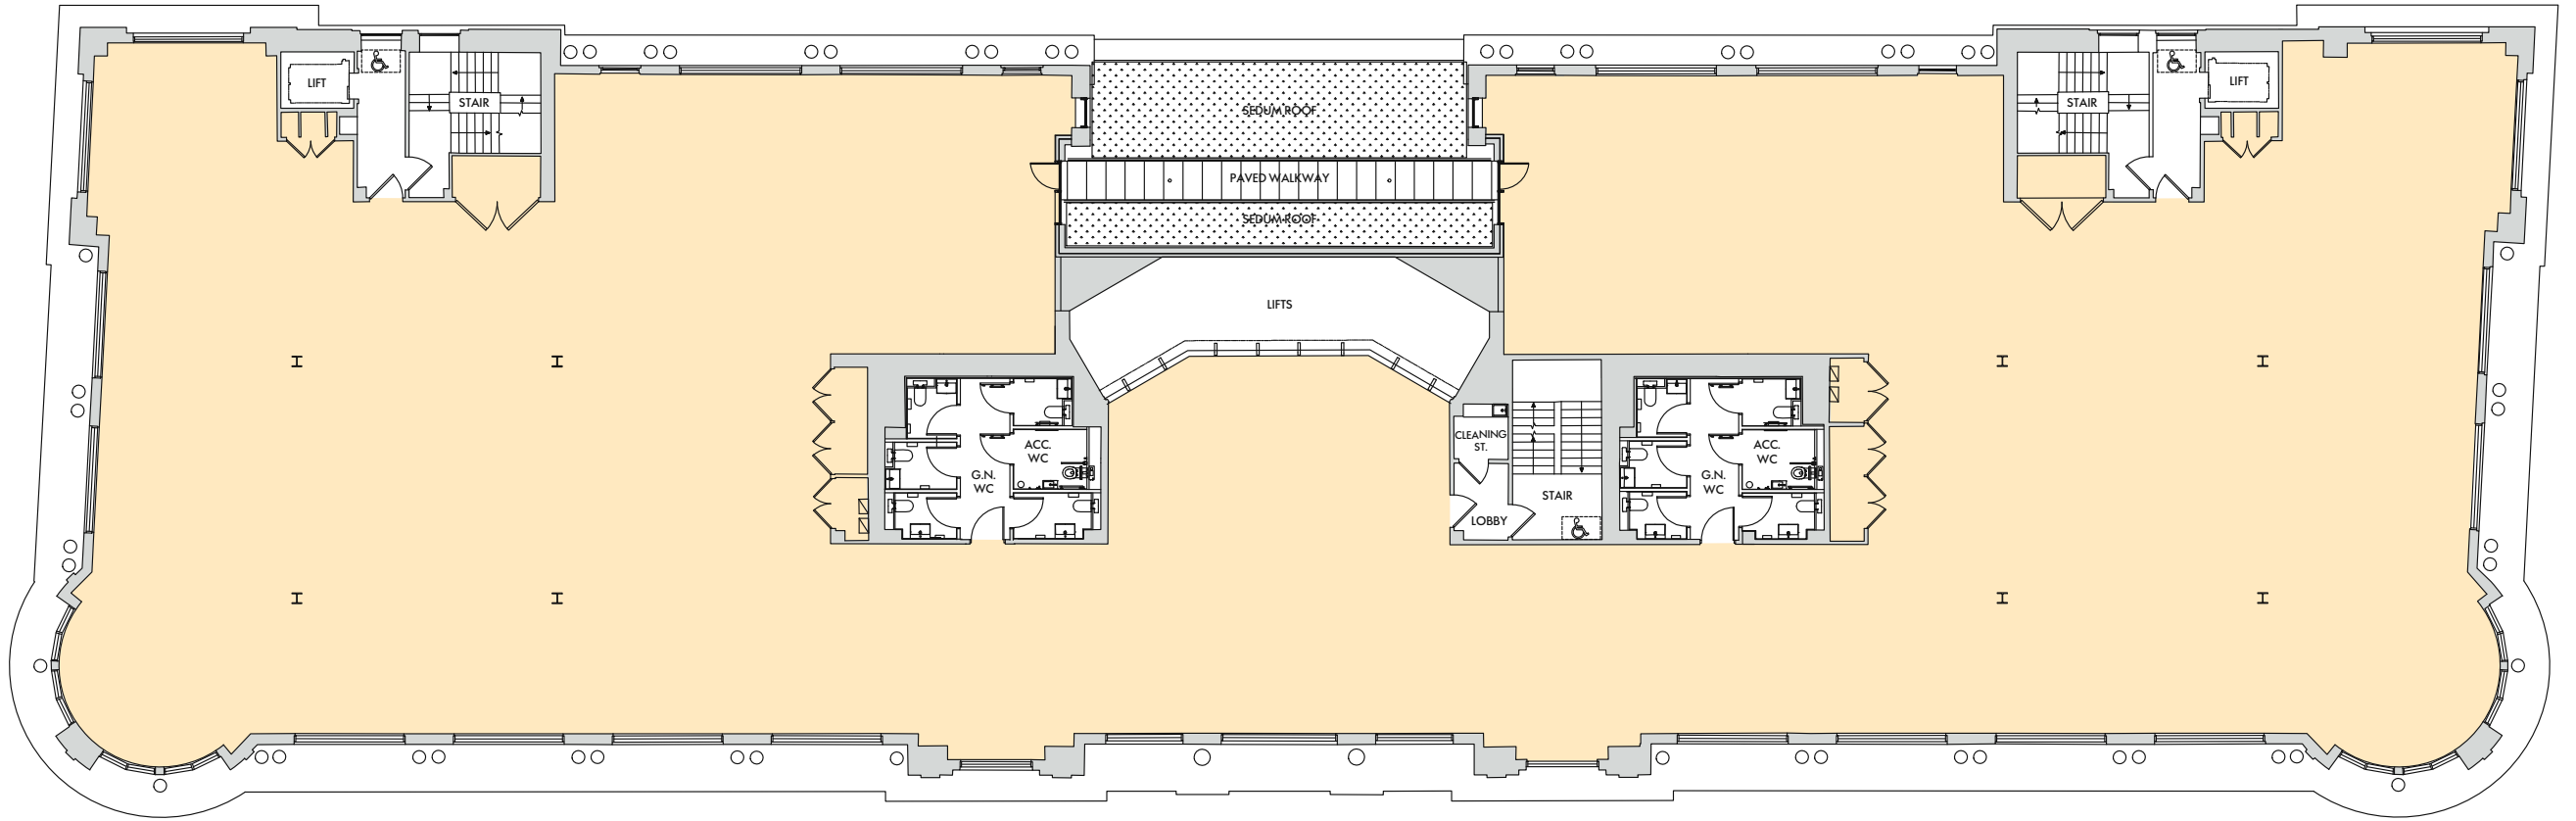 LIFT
STAIR
SEDUM ROOF
PAVED WALKWAY
SEDUM ROOF
STAIR
LIFT
LIFTS
ACC.
WC
G.N.
WC
CLEANING
ST.
LOBBY
STAIR
ACC.
WC
G.N.
WC